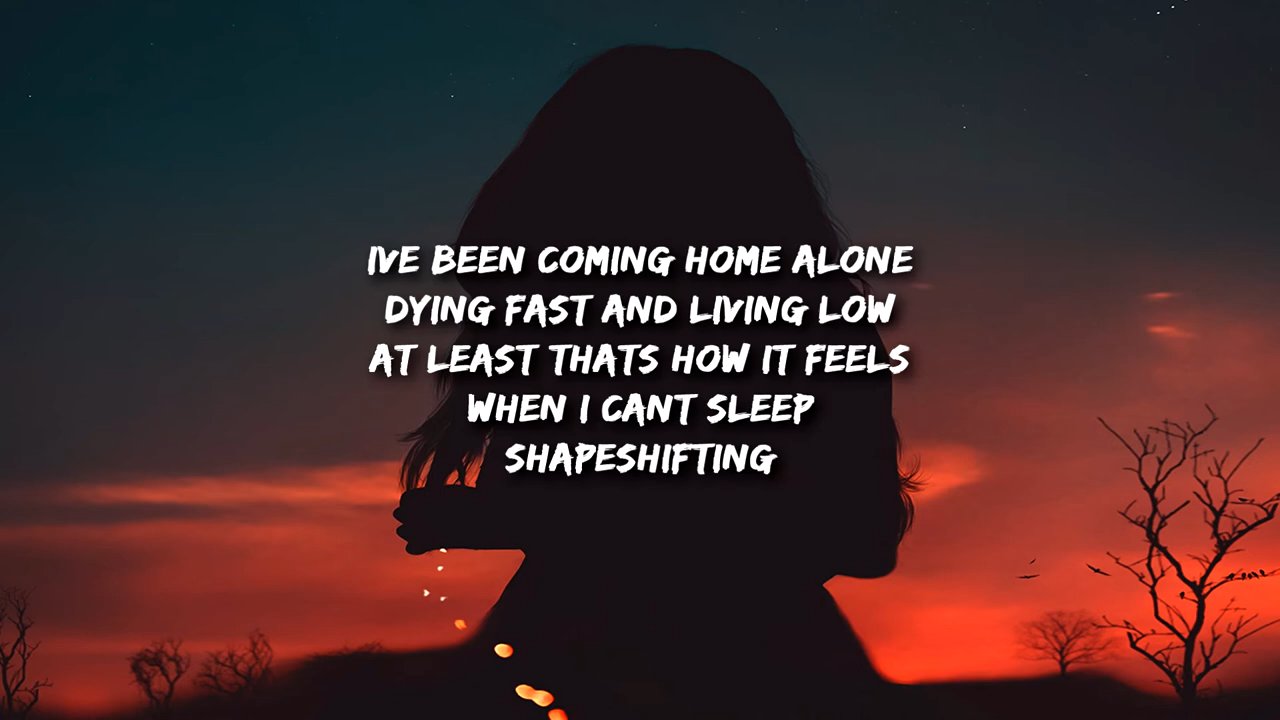 IVE BEEN COMING HOME ALONE
DYING FAST AND LIVING LOW
AT LEAST THATS HOW IT FEELS
WHEN I CANT SLEEP
SHAPESHIFTING